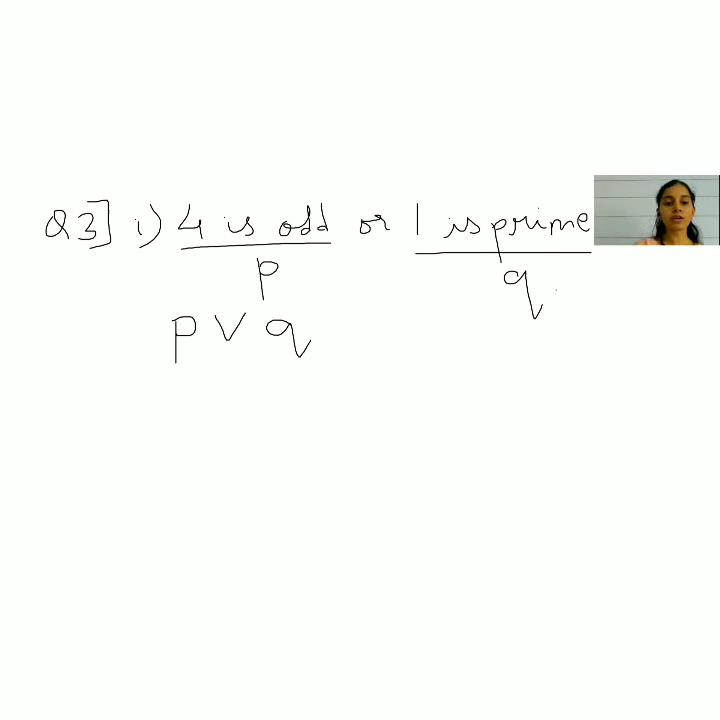 Q3] i) 4 is odd or 1 is prime
p q
p ∨ q